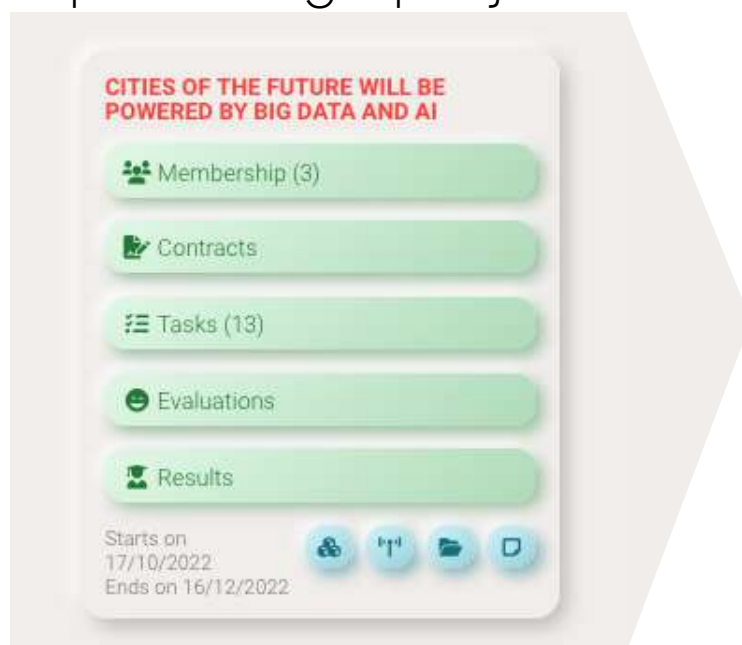 CITIES OF THE FUTURE WILL BE
POWERED BY BIG DATA AND AI
Membership (3)
Contracts
Tasks (13)
Evaluations
Results
Starts on
17/10/2022
Ends on 16/12/2022